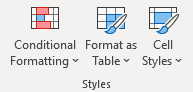 Conditional Format as Cell
Formatting Table Styles
Styles